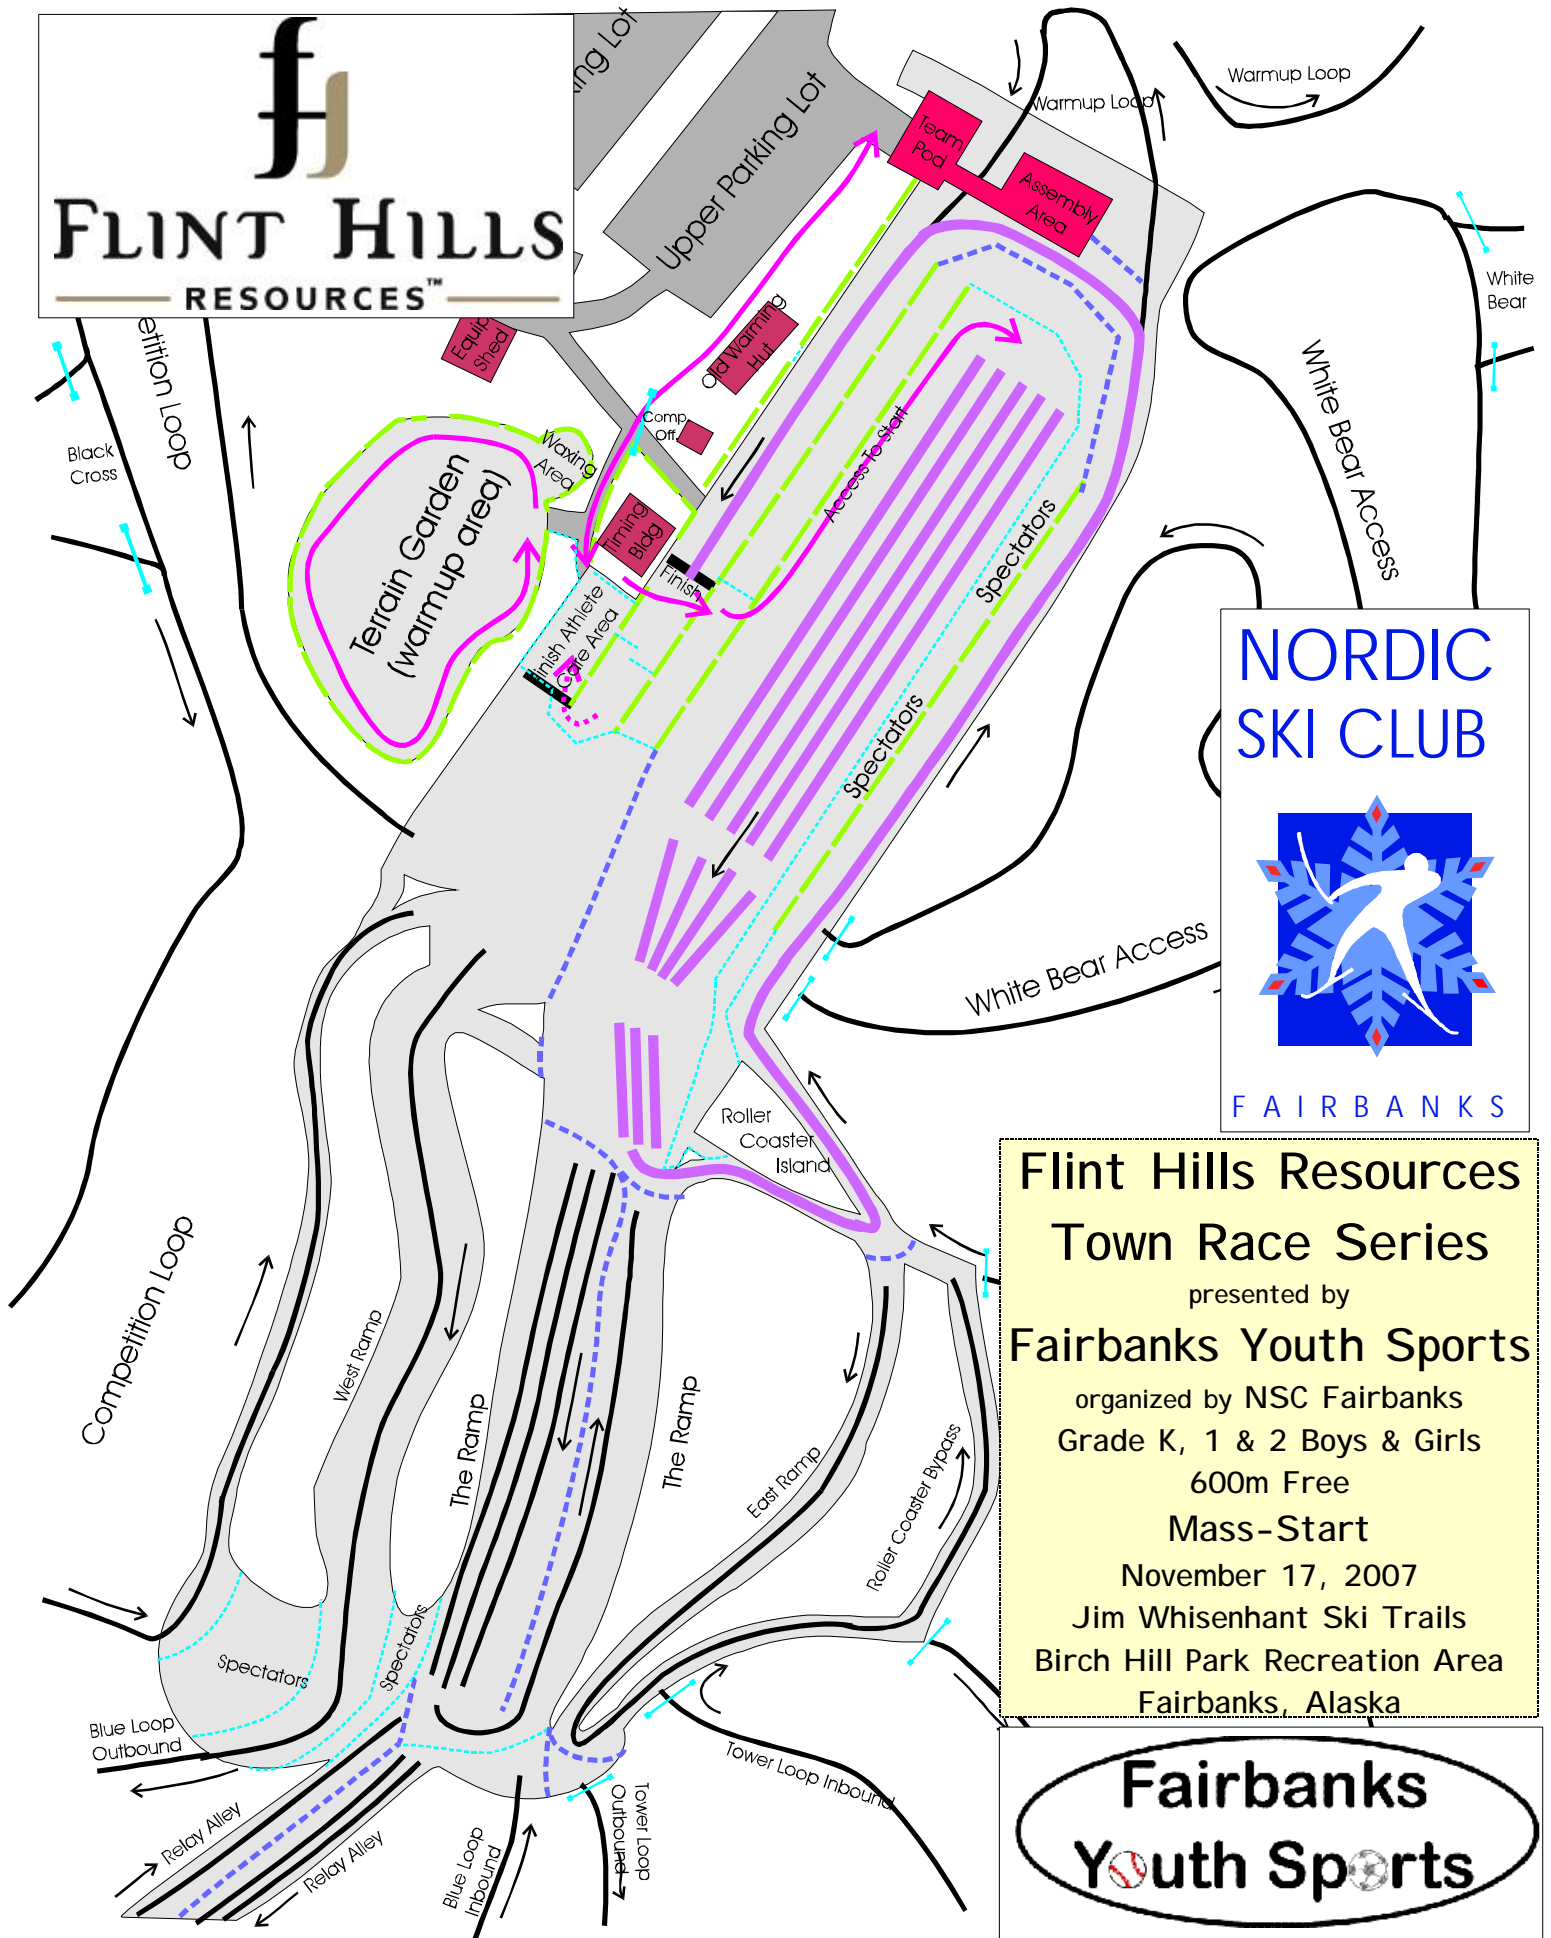 FLINT HILLS
RESOURCES™
ing Lot
Upper Parking Lot
Warmup Loop
Warmup Loop
Team
Pod
Assembly
Area
White
Bear
White Bear Access
Equip
Shed
Old Warming
Hut
Comp.
Off.
etition Loop
Black
Cross
Waxing
Area
Terrain Garden
(warmup area)
Timing
Bldg
Finish
Access To Start
Finish Athlete
Care Area
Spectators
Spectators
White Bear Access
NORDIC
SKI CLUB
FAIRBANKS
Roller
Coaster
Island
Competition Loop
West Ramp
The Ramp
The Ramp
East Ramp
Roller Coaster Bypass
Spectators
Spectators
Blue Loop
Outbound
Relay Alley
Relay Alley
Blue Loop
Inbound
Tower Loop
Outbound
Tower Loop Inbound
Flint Hills Resources
Town Race Series
presented by
Fairbanks Youth Sports
organized by NSC Fairbanks
Grade K, 1 & 2 Boys & Girls
600m Free
Mass-Start
November 17, 2007
Jim Whisenhant Ski Trails
Birch Hill Park Recreation Area
Fairbanks, Alaska
Fairbanks
Youth Sports